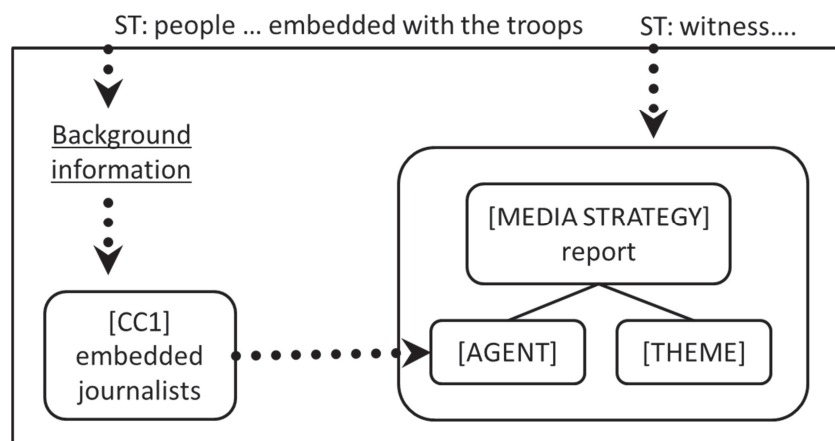 ST: people ... embedded with the troops
ST: witness....
Background
information
[MEDIA STRATEGY]
report
[CC1]
embedded
journalists
[AGENT]
[THEME]